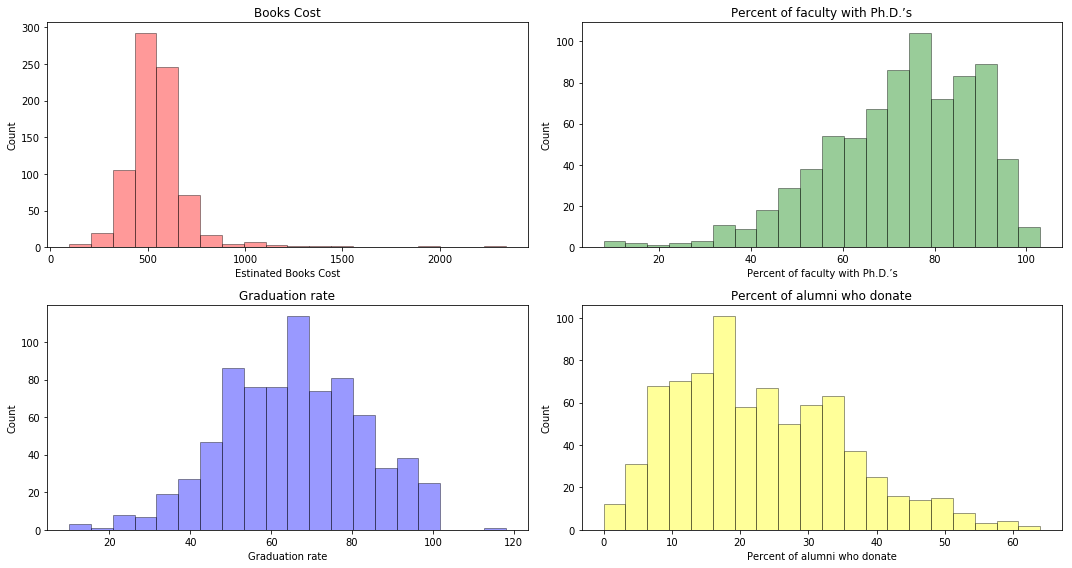 Books Cost
300
250
200
150
100
50
0
Count
0 500 1000 1500 2000
Estinated Books Cost
Percent of faculty with Ph.D.’s
100
80
60
40
20
0
Count
20 40 60 80 100
Percent of faculty with Ph.D.’s
Graduation rate
100
80
60
40
20
0
Count
20 40 60 80 100 120
Graduation rate
Percent of alumni who donate
100
80
60
40
20
0
Count
0 10 20 30 40 50 60
Percent of alumni who donate